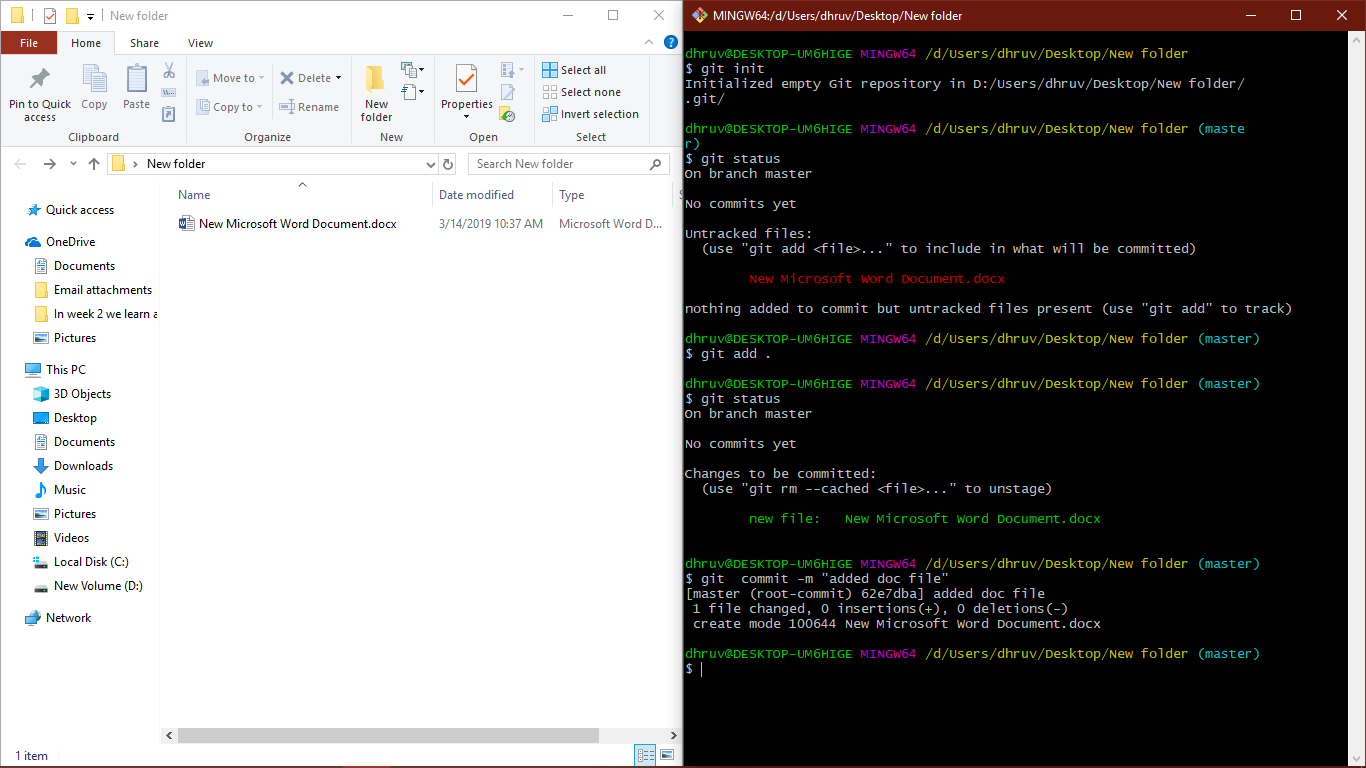 New folder
File Home Share View
Pin to Quick access
Copy
Paste
Clipboard
Move to
Copy to
Delete
Rename
Organize
New folder
New
Properties
Open
Select all
Select none
Invert selection
Select
New folder
Search New folder
Name Date modified Type
New Microsoft Word Document.docx 3/14/2019 10:37 AM Microsoft Word D...
Quick access
OneDrive
Documents
Email attachments
In week 2 we learn a
Pictures
This PC
3D Objects
Desktop
Documents
Downloads
Music
Pictures
Videos
Local Disk (C:)
New Volume (D:)
Network
1 item
MINGW64:/d/Users/dhruv/Desktop/New folder
dhruv@DESKTOP-UM6HIGE MINGW64 /d/Users/dhruv/Desktop/New folder
$ git init
Initialized empty Git repository in D:/Users/dhruv/Desktop/New folder/
.git/
dhruv@DESKTOP-UM6HIGE MINGW64 /d/Users/dhruv/Desktop/New folder (maste
r)
$ git status
On branch master
No commits yet
Untracked files:
(use "git add <file>..." to include in what will be committed)
New Microsoft Word Document.docx
nothing added to commit but untracked files present (use "git add" to track)
dhruv@DESKTOP-UM6HIGE MINGW64 /d/Users/dhruv/Desktop/New folder (master)
$ git add .
dhruv@DESKTOP-UM6HIGE MINGW64 /d/Users/dhruv/Desktop/New folder (master)
$ git status
On branch master
No commits yet
Changes to be committed:
(use "git rm --cached <file>..." to unstage)
new file:   New Microsoft Word Document.docx
dhruv@DESKTOP-UM6HIGE MINGW64 /d/Users/dhruv/Desktop/New folder (master)
$ git  commit -m "added doc file"
[master (root-commit) 62e7dba] added doc file
1 file changed, 0 insertions(+), 0 deletions(-)
create mode 100644 New Microsoft Word Document.docx
dhruv@DESKTOP-UM6HIGE MINGW64 /d/Users/dhruv/Desktop/New folder (master)
$